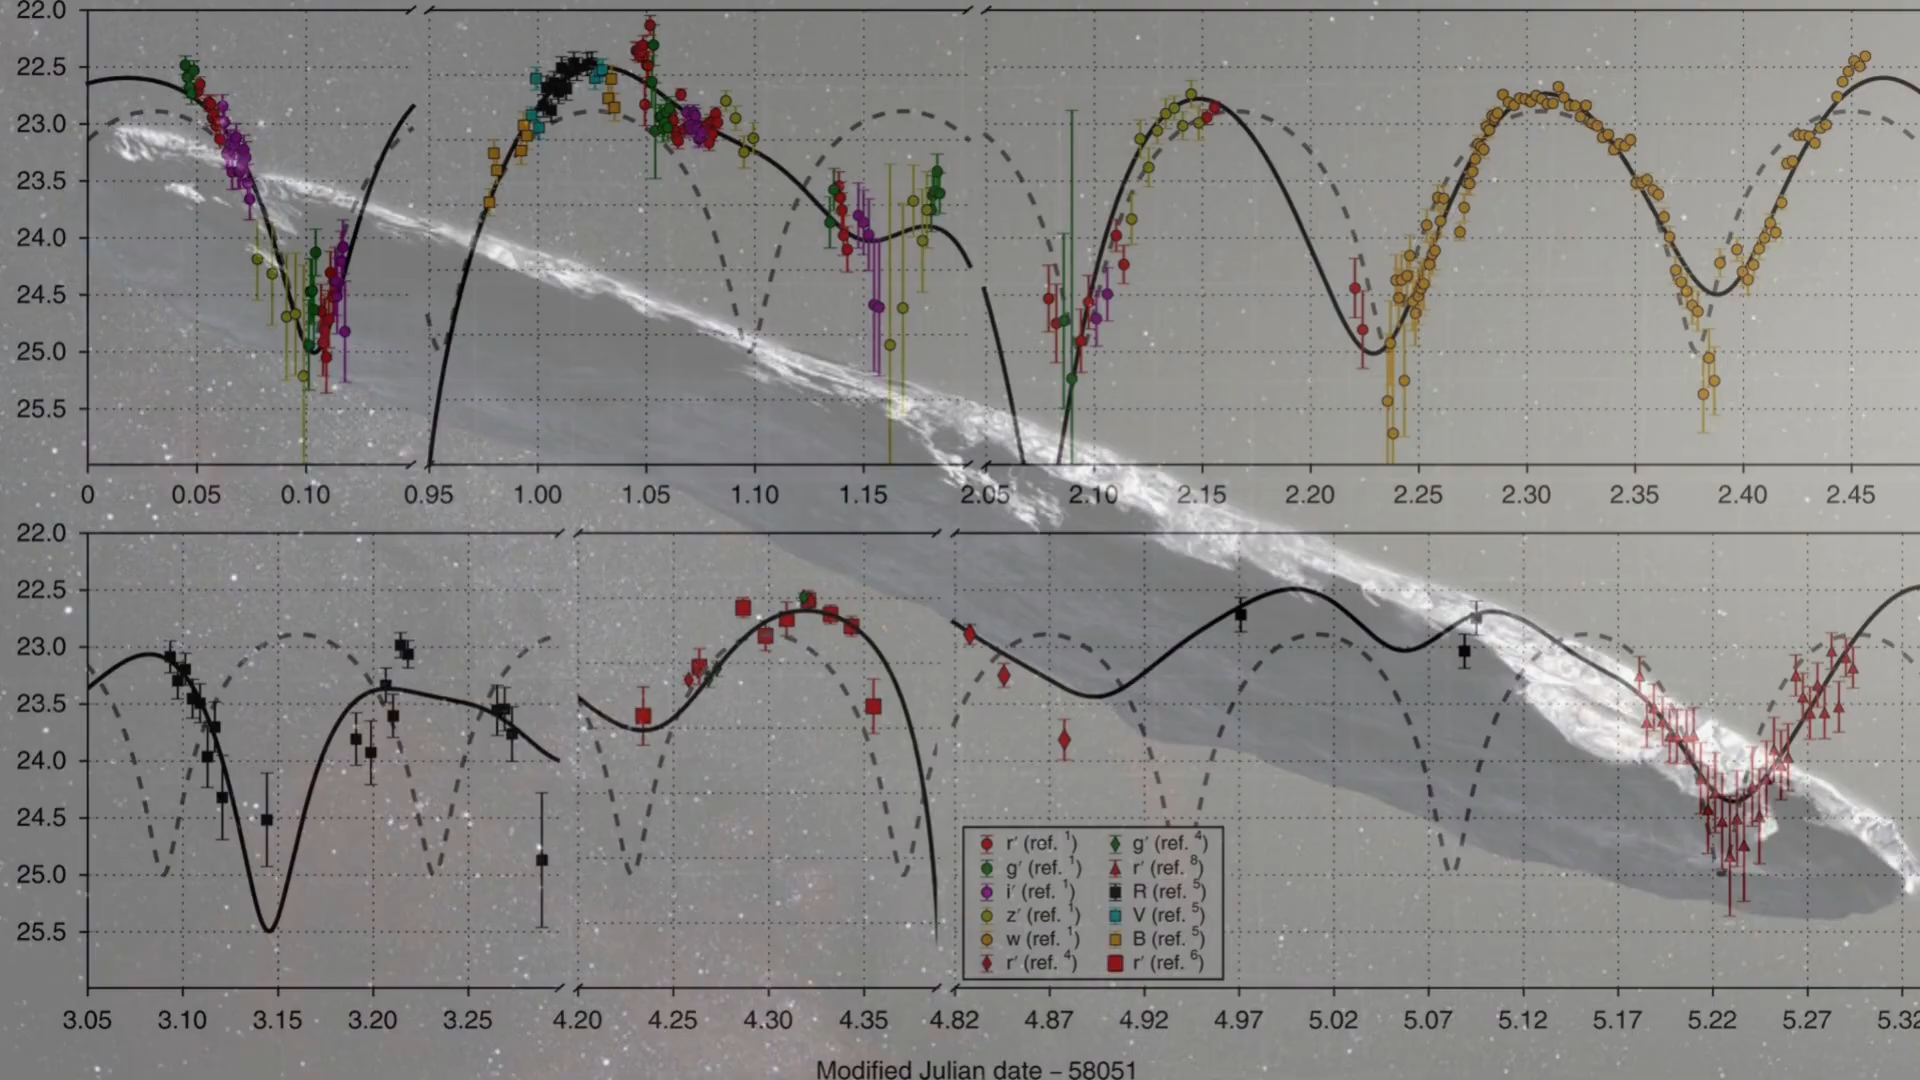 22.0
22.5
23.0
23.5
24.0
24.5
25.0
25.5
0 0.05 0.10 0.95 1.00 1.05 1.10 1.15 2.05 2.10 2.15 2.20 2.25 2.30 2.35 2.40 2.45
22.0
22.5
23.0
23.5
24.0
24.5
25.0
25.5
r′ (ref. 1) g′ (ref. 4)
g′ (ref. 1) r′ (ref. 8)
i′ (ref. 1) R (ref. 5)
z′ (ref. 1) V (ref. 5)
w (ref. 1) B (ref. 5)
r′ (ref. 4) r′ (ref. 6)
3.05 3.10 3.15 3.20 3.25 4.20 4.25 4.30 4.35 4.82 4.87 4.92 4.97 5.02 5.07 5.12 5.17 5.22 5.27 5.32
Modified Julian date – 58051